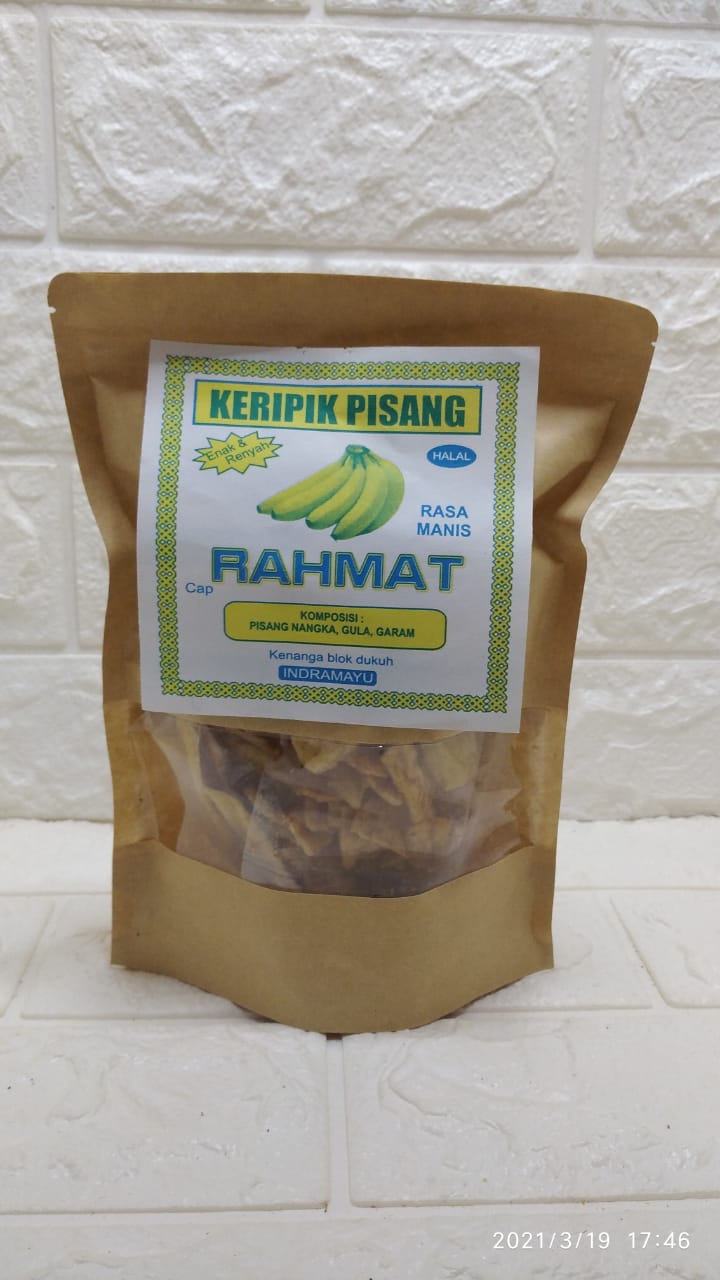 KERIPIK PISANG
Enak &
Renyah
HALAL
RASA
MANIS
Cap RAHMAT
KOMPOSISI :
PISANG NANGKA, GULA, GARAM
Kenanga blok dukuh
INDRAMAYU
2021/3/19 17:46